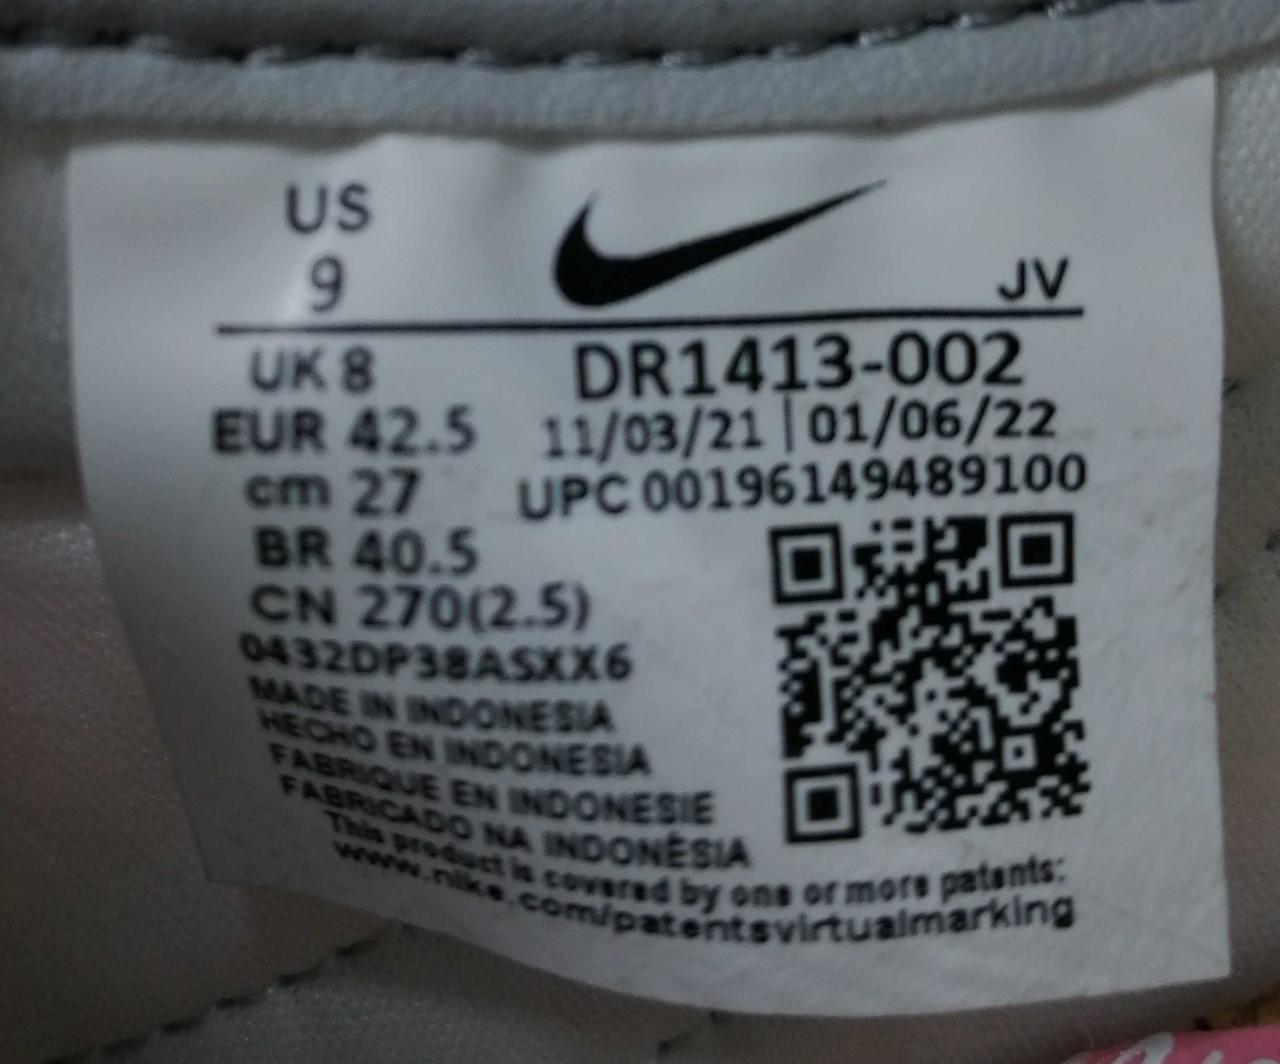 US
9
JV
UK 8
DR1413-002
EUR 42.5
11/03/21 | 01/06/22
cm 27
UPC 00196149489100
BR 40.5
CN 270(2.5)
0432DP38ASXX6
MADE IN INDONESIA
HECHO EN INDONESIA
FABRIQUE EN INDONESIE
FABRICADO NA INDONÉSIA
This product is covered by one or more patents:
www.nike.com/patentsvirtualmarking